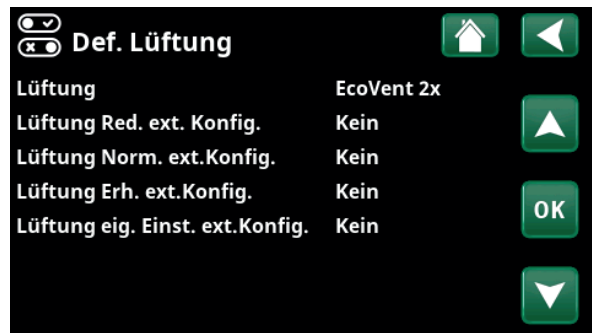 Def. Lüftung
Lüftung EcoVent 2x
Lüftung Red. ext. Konfig. Kein
Lüftung Norm. ext.Konfig. Kein
Lüftung Erh. ext.Konfig. Kein
Lüftung eig. Einst. ext.Konfig. Kein
OK